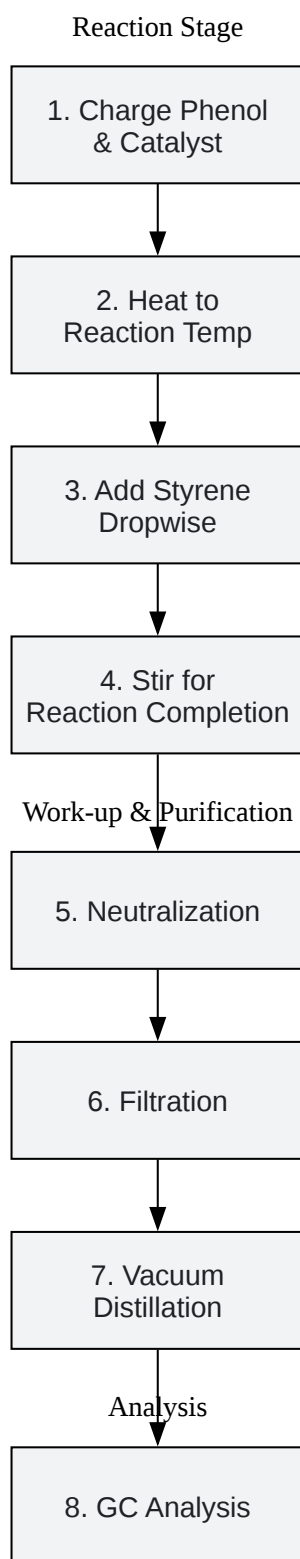 Reaction Stage
1. Charge Phenol
& Catalyst
2. Heat to
Reaction Temp
3. Add Styrene
Dropwise
4. Stir for
Reaction Completion
Work-up & Purification
5. Neutralization
6. Filtration
7. Vacuum
Distillation
Analysis
8. GC Analysis